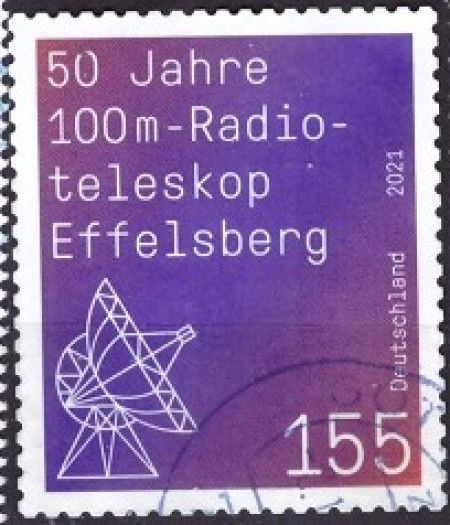 50 Jahre
100m-Radio-
teleskop
Effelsberg
Deutschland 2021
155